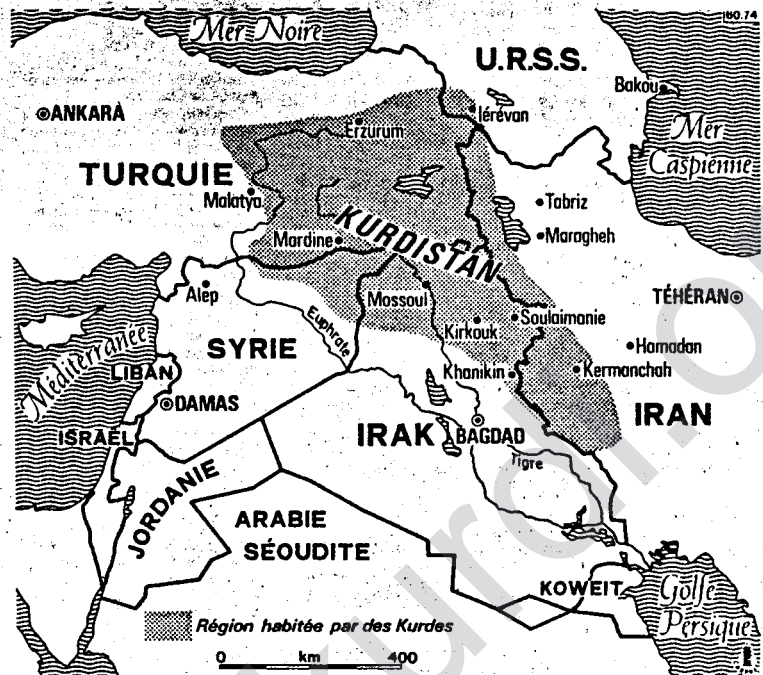 60.74
Mer Noire
U.R.S.S.
Bakou
ANKARA
Iérévan
Erzurum
Mer
Caspienne
TURQUIE
Malatya
Tabriz
KURDISTAN
Mardine
Maragheh
Alep
Mossoul
TÉHÉRAN
Euphrate
Kirkouk
Soulaimanie
Méditerranée
SYRIE
Hamadan
LIBAN
Khanikin
Kermanchah
DAMAS
IRAN
ISRAËL
IRAK
BAGDAD
Tigre
JORDANIE
ARABIE
SÉOUDITE
KOWEIT
Golfe
Persique
Région habitée par des Kurdes
0 km 400